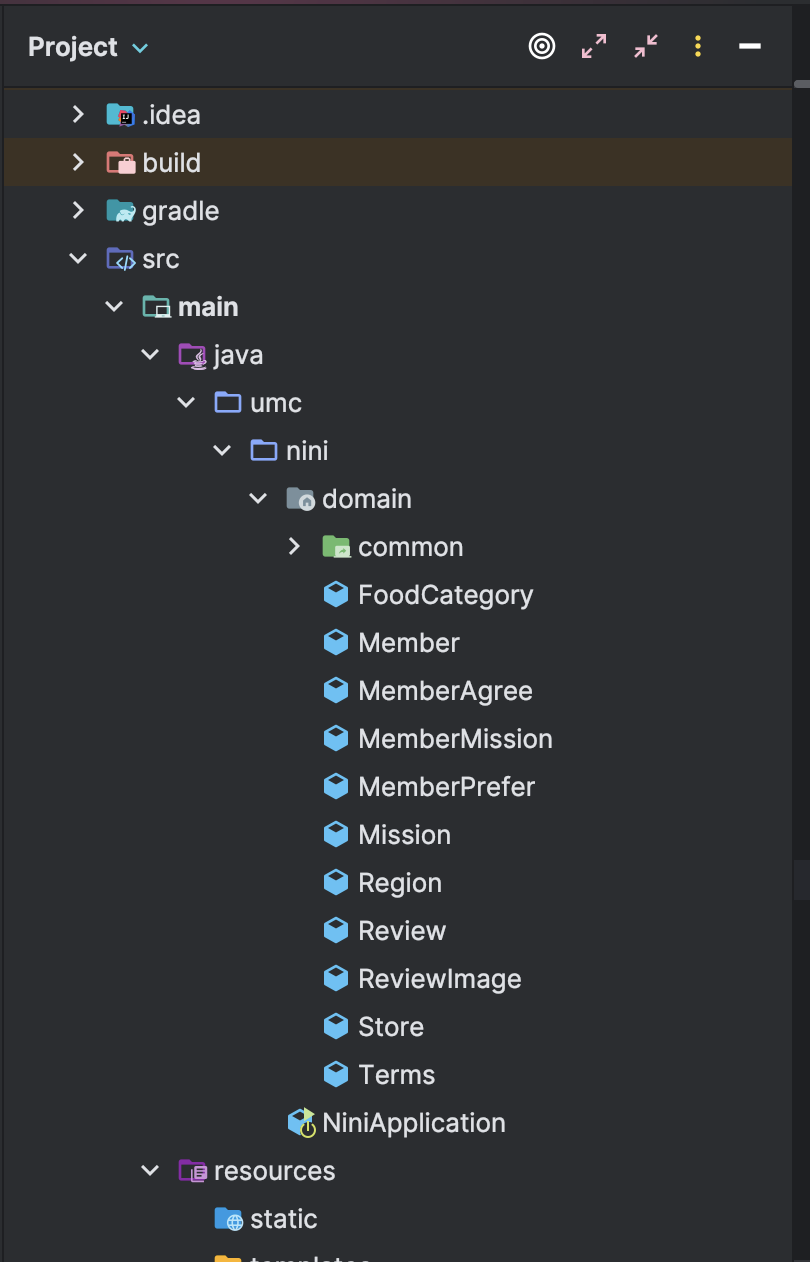 Project
.idea
build
gradle
src
main
java
umc
nini
domain
common
FoodCategory
Member
MemberAgree
MemberMission
MemberPrefer
Mission
Region
Review
ReviewImage
Store
Terms
NiniApplication
resources
static